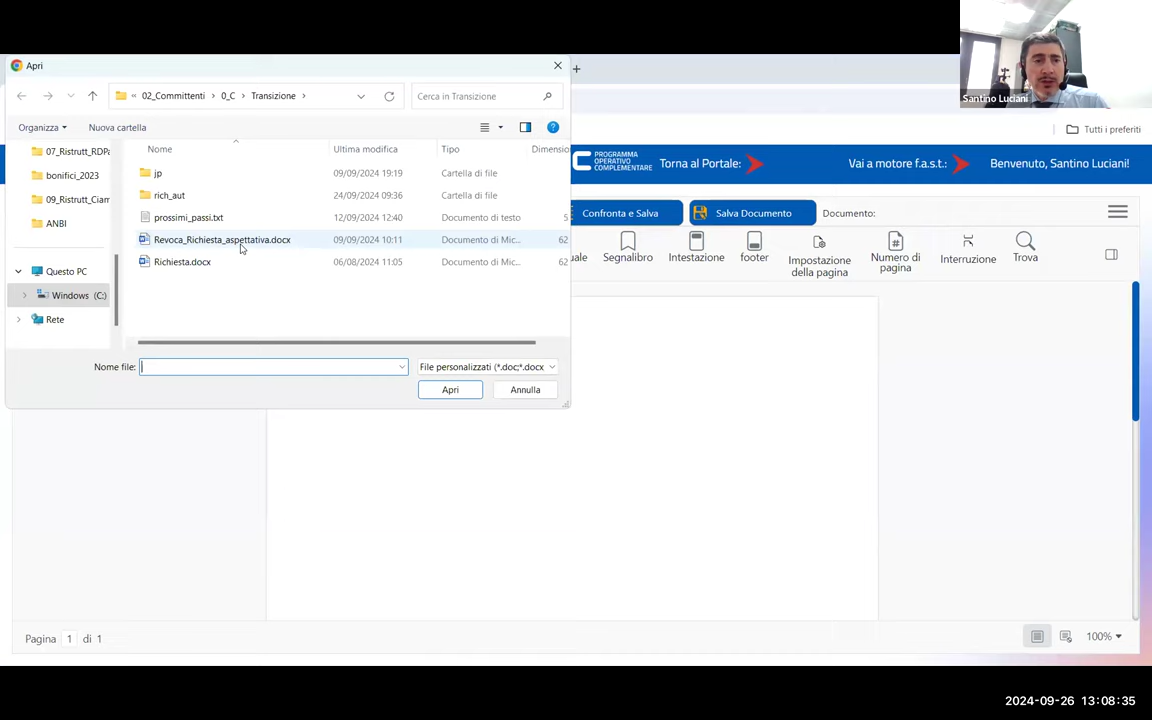 Apri
Santino Luciani
« 02_Committenti > 0_C > Transizione >
Cerca in Transizione
Tutti i preferiti
Organizza
Nuova cartella
07_Ristrutt_RDPa
bonifici_2023
09_Ristrutt_Ciam
ANBI
Questo PC
Windows (C:)
Rete
Nome
Ultima modifica
Tipo
Dimensio
jp
09/09/2024 19:19
Cartella di file
rich_aut
24/09/2024 09:36
Cartella di file
prossimi_passi.txt
12/09/2024 12:40
Documento di testo
5
Revoca_Richiesta_aspettativa.docx
09/09/2024 10:11
Documento di Mic...
62
Richiesta.docx
06/08/2024 11:05
Documento di Mic...
62
Nome file:
File personalizzati (*.doc;*.docx
Apri
Annulla
PROGRAMMA
OPERATIVO
COMPLEMENTARE
Torna al Portale:
Vai a motore f.a.s.t.:
Benvenuto, Santino Luciani!
Confronta e Salva
Salva Documento
Documento:
uale
Segnalibro
Intestazione
footer
Impostazione
della pagina
Numero di
pagina
Interruzione
Trova
Pagina 1 di 1
100%
2024-09-26 13:08:35